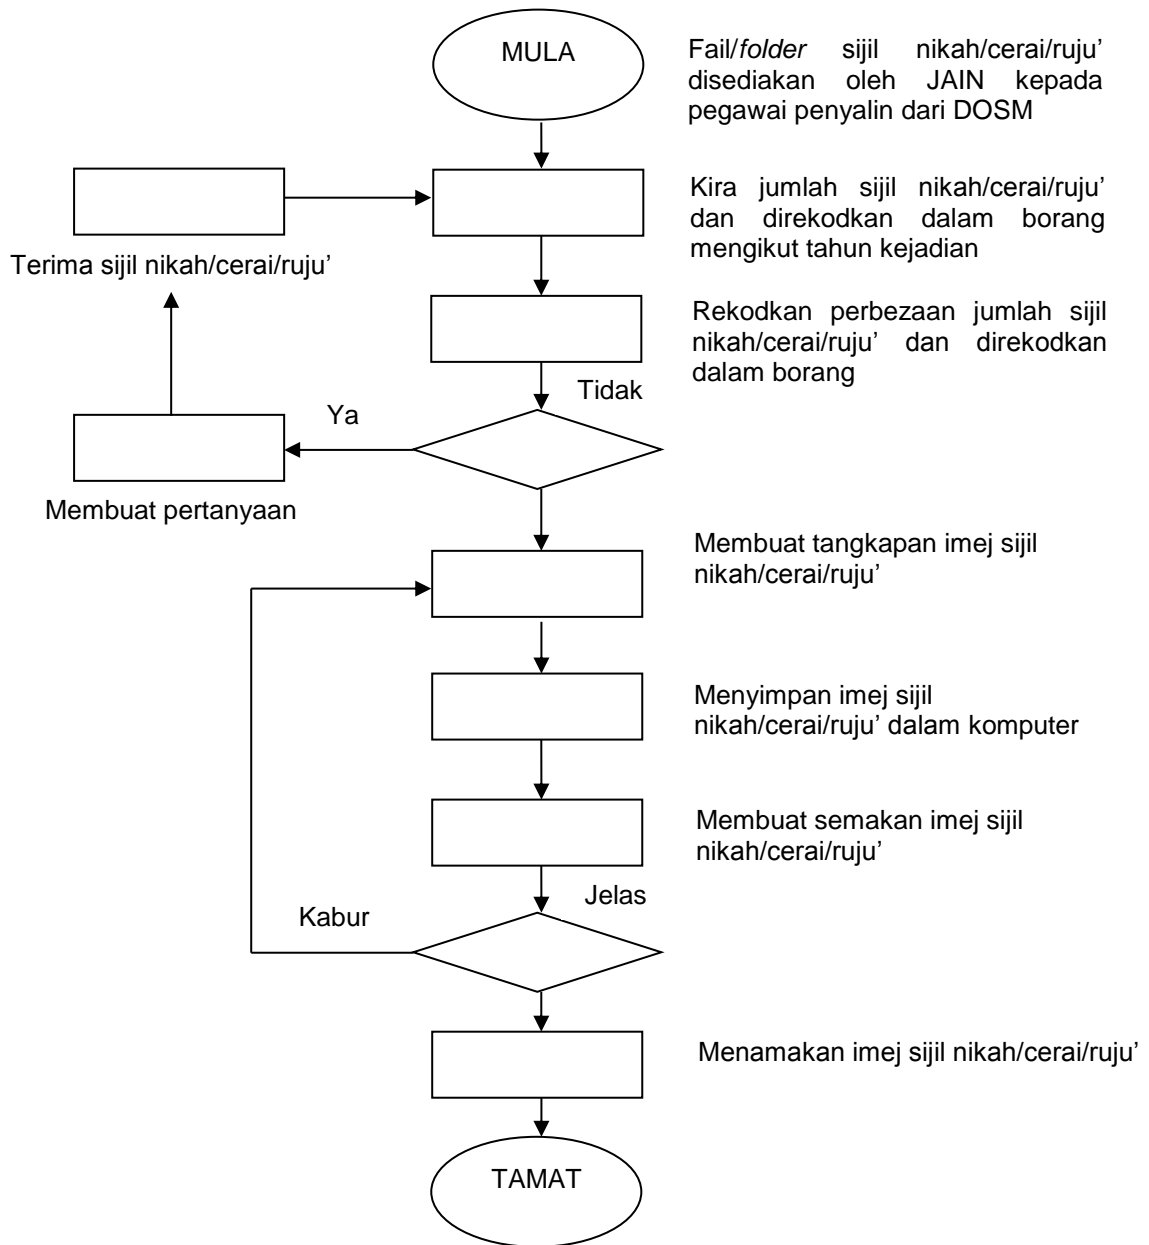 MULA
Fail/folder sijil nikah/cerai/ruju’
disediakan oleh JAIN kepada
pegawai penyalin dari DOSM
Kira jumlah sijil nikah/cerai/ruju’
dan direkodkan dalam borang
mengikut tahun kejadian
Terima sijil nikah/cerai/ruju’
Rekodkan perbezaan jumlah sijil
nikah/cerai/ruju’ dan direkodkan
dalam borang
Tidak
Ya
Membuat pertanyaan
Membuat tangkapan imej sijil
nikah/cerai/ruju’
Menyimpan imej sijil
nikah/cerai/ruju’ dalam komputer
Membuat semakan imej sijil
nikah/cerai/ruju’
Jelas
Kabur
Menamakan imej sijil nikah/cerai/ruju’
TAMAT